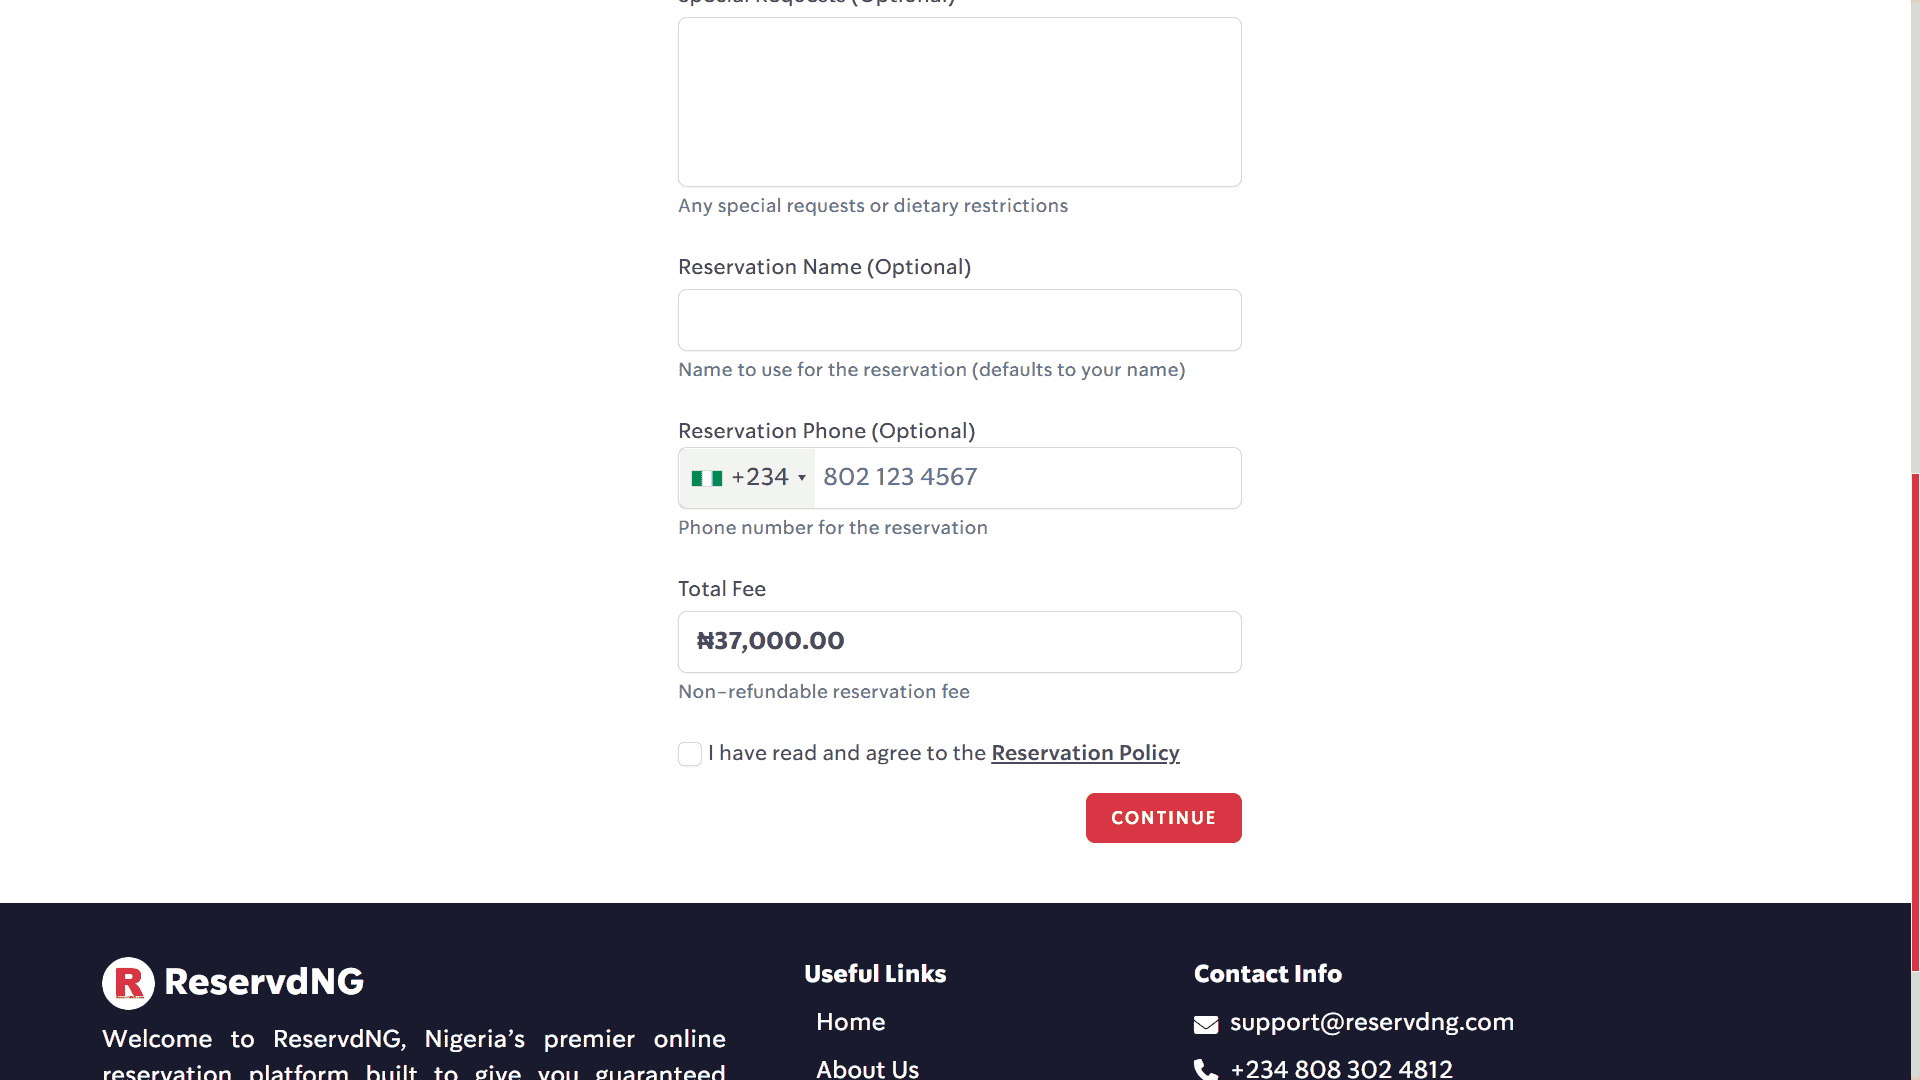 Special Requests (Optional)
Any special requests or dietary restrictions
Reservation Name (Optional)
Name to use for the reservation (defaults to your name)
Reservation Phone (Optional)
+234 802 123 4567
Phone number for the reservation
Total Fee
₦37,000.00
Non-refundable reservation fee
I have read and agree to the Reservation Policy
CONTINUE
R ReservdNG
Welcome to ReservdNG, Nigeria's premier online
reservation platform built to give you guaranteed
Useful Links
Home
About Us
Contact Info
support@reservdng.com
+234 808 302 4812